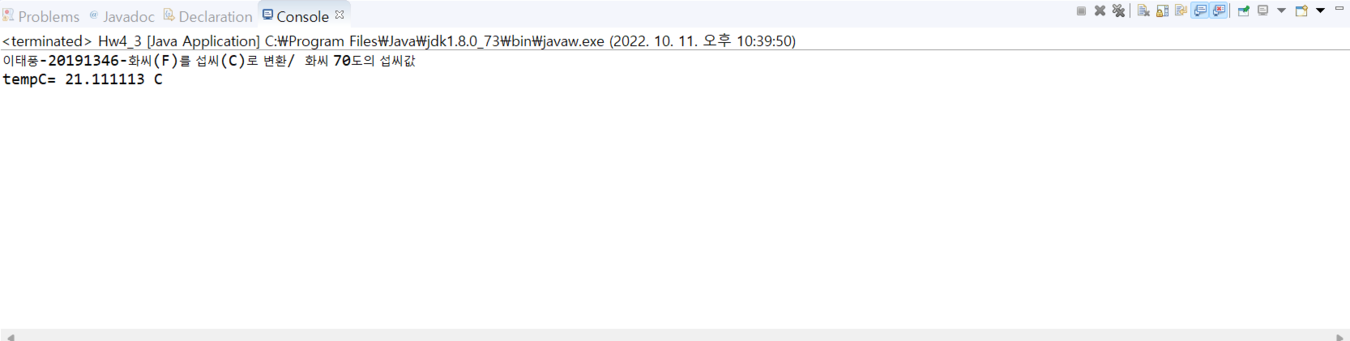 Problems Javadoc Declaration Console
<terminated> Hw4_3 [Java Application] C:₩Program Files₩Java₩jdk1.8.0_73₩bin₩javaw.exe (2022. 10. 11. 오후 10:39:50)
이태풍-20191346-화씨(F)를 섭씨(C)로 변환/ 화씨 70도의 섭씨값
tempC= 21.111113 C